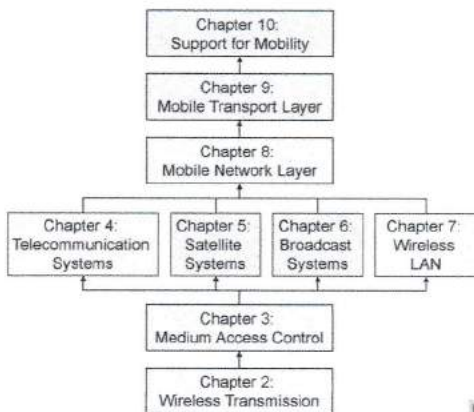 Chapter 10:
Support for Mobility
Chapter 9:
Mobile Transport Layer
Chapter 8:
Mobile Network Layer
Chapter 4:
Telecommunication
Systems
Chapter 5:
Satellite
Systems
Chapter 6:
Broadcast
Systems
Chapter 7:
Wireless
LAN
Chapter 3:
Medium Access Control
Chapter 2:
Wireless Transmission